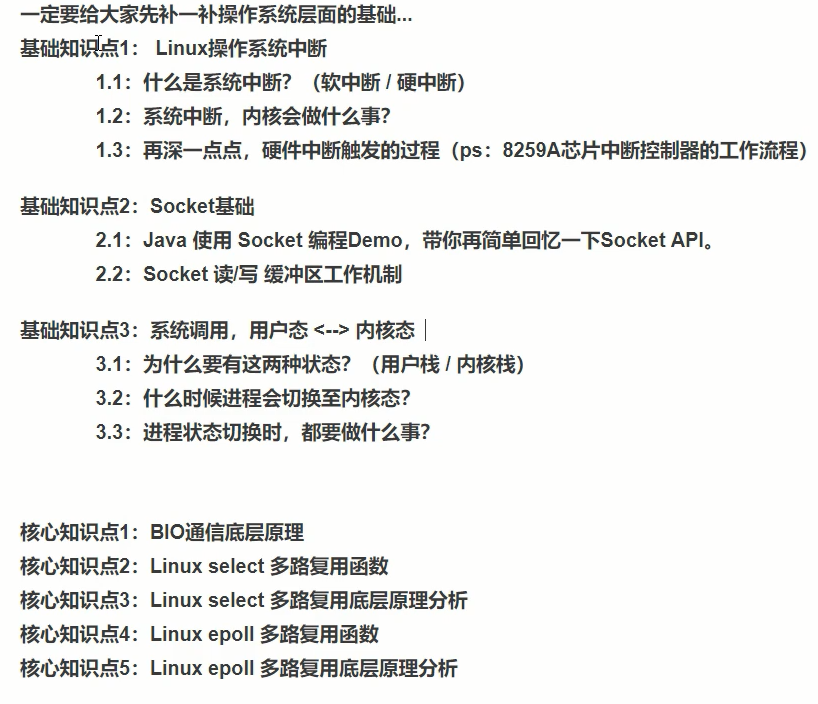 一定要给大家先补一补操作系统层面的基础...
基础知识点1： Linux操作系统中断
1.1：什么是系统中断？（软中断 / 硬中断）
1.2：系统中断，内核会做什么事？
1.3：再深一点点，硬件中断触发的过程（ps：8259A芯片中断控制器的工作流程）
基础知识点2：Socket基础
2.1：Java 使用 Socket 编程Demo，带你再简单回忆一下Socket API。
2.2：Socket 读/写 缓冲区工作机制
基础知识点3：系统调用，用户态 <--> 内核态
3.1：为什么要有这两种状态？（用户栈 / 内核栈）
3.2：什么时候进程会切换至内核态？
3.3：进程状态切换时，都要做什么事？
核心知识点1：BIO通信底层原理
核心知识点2：Linux select 多路复用函数
核心知识点3：Linux select 多路复用底层原理分析
核心知识点4：Linux epoll 多路复用函数
核心知识点5：Linux epoll 多路复用底层原理分析